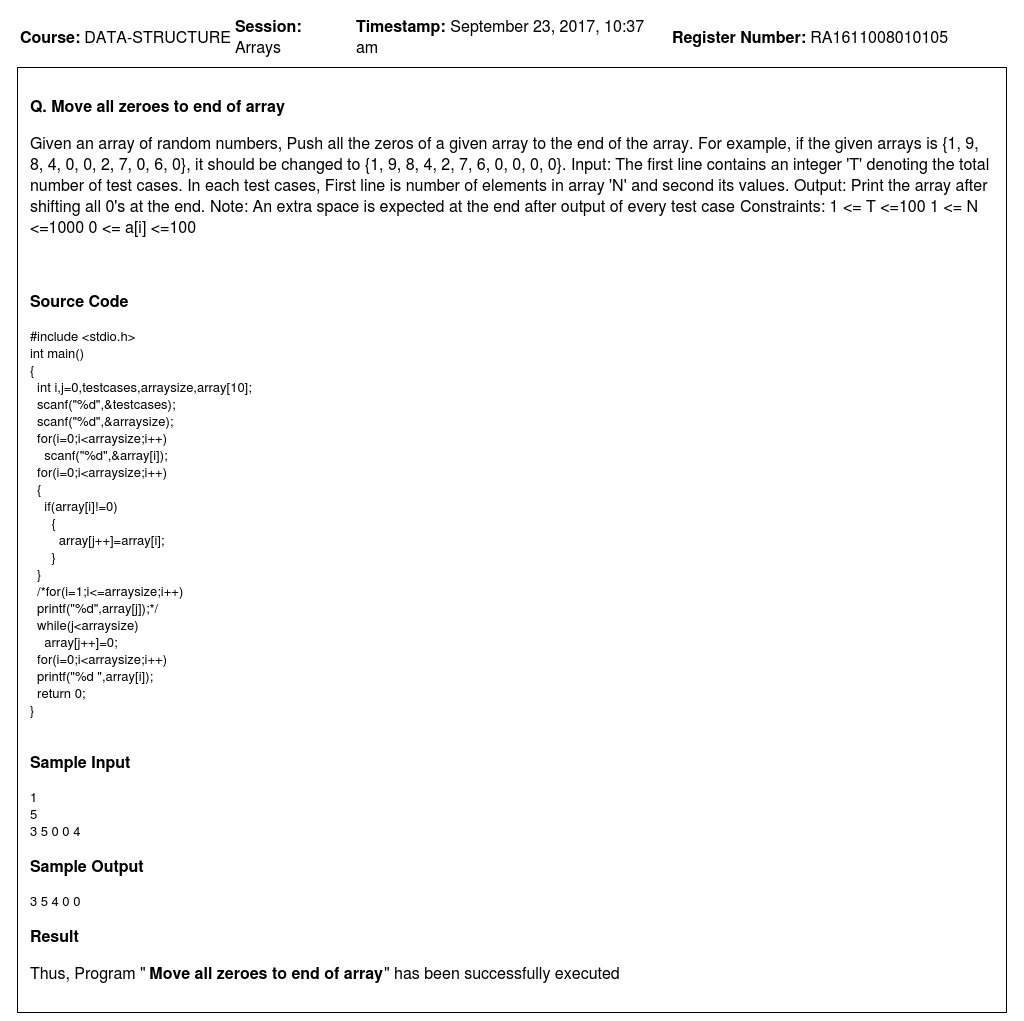 Course: DATA-STRUCTURE Session: Arrays Timestamp: September 23, 2017, 10:37 am Register Number: RA1611008010105
Q. Move all zeroes to end of array
Given an array of random numbers, Push all the zeros of a given array to the end of the array. For example, if the given arrays is {1, 9,
8, 4, 0, 0, 2, 7, 0, 6, 0}, it should be changed to {1, 9, 8, 4, 2, 7, 6, 0, 0, 0, 0}. Input: The first line contains an integer 'T' denoting the total
number of test cases. In each test cases, First line is number of elements in array 'N' and second its values. Output: Print the array after
shifting all 0's at the end. Note: An extra space is expected at the end after output of every test case Constraints: 1 <= T <=100 1 <= N
<=1000 0 <= a[i] <=100
Source Code
#include <stdio.h>
int main()
{
  int i,j=0,testcases,arraysize,array[10];
  scanf("%d",&testcases);
  scanf("%d",&arraysize);
  for(i=0;i<arraysize;i++)
    scanf("%d",&array[i]);
  for(i=0;i<arraysize;i++)
  {
    if(array[i]!=0)
      {
        array[j++]=array[i];
      }
  }
  /*for(i=1;i<=arraysize;i++)
  printf("%d",array[j]);*/
  while(j<arraysize)
    array[j++]=0;
  for(i=0;i<arraysize;i++)
  printf("%d ",array[i]);
  return 0;
}
Sample Input
1
5
3 5 0 0 4
Sample Output
3 5 4 0 0
Result
Thus, Program " Move all zeroes to end of array" has been successfully executed